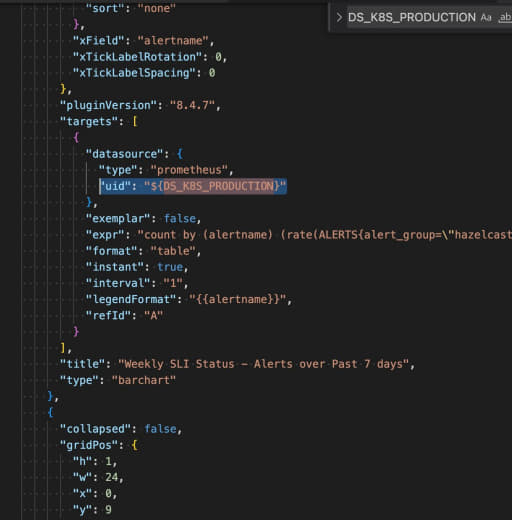 "sort": "none"
},
"xField": "alertname",
"xTickLabelRotation": 0,
"xTickLabelSpacing": 0
},
"pluginVersion": "8.4.7",
"targets": [
{
"datasource": {
"type": "prometheus",
"uid": "${DS_K8S_PRODUCTION}"
},
"exemplar": false,
"expr": "count by (alertname) (rate(ALERTS{alert_group=\"hazelcast
"format": "table",
"instant": true,
"interval": "1",
"legendFormat": "{{alertname}}",
"refId": "A"
}
],
"title": "Weekly SLI Status - Alerts over Past 7 days",
"type": "barchart"
},
{
"collapsed": false,
"gridPos": {
"h": 1,
"w": 24,
"x": 0,
"y": 9
DS_K8S_PRODUCTION Aa ab